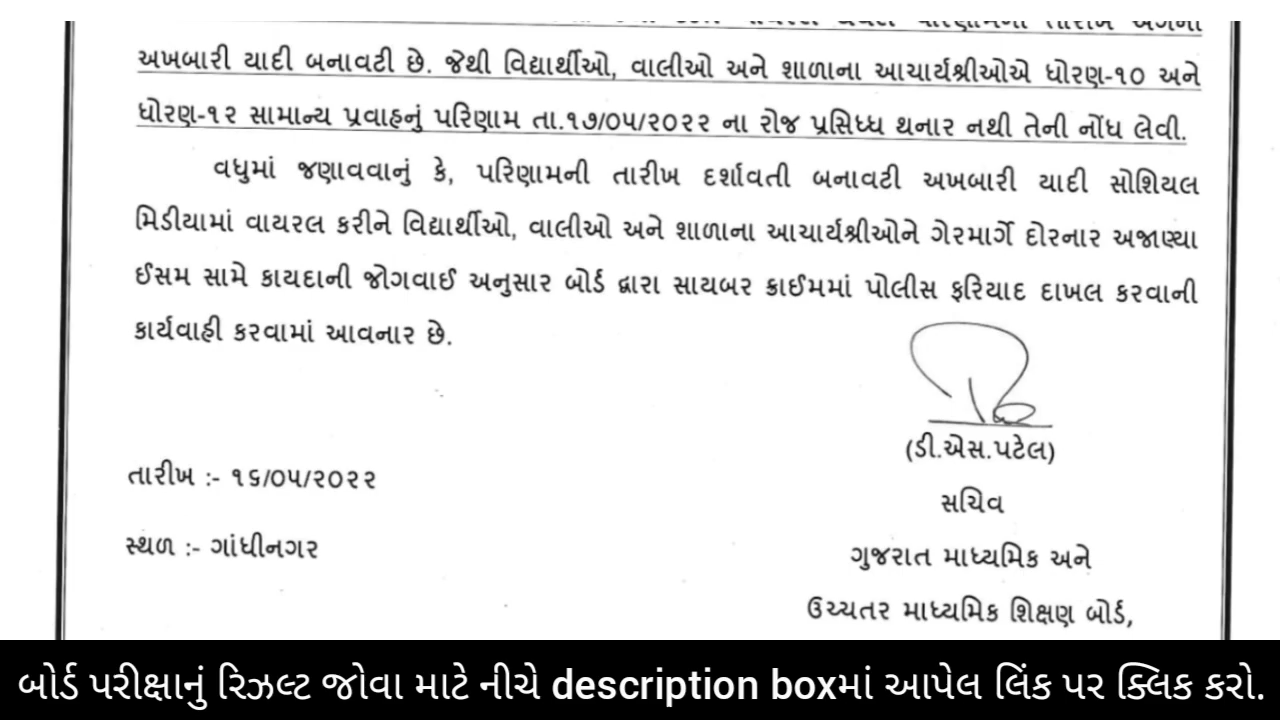 અખબારી યાદી બનાવટી છે. જેથી વિદ્યાર્થીઓ, વાલીઓ અને શાળાના આચાર્યશ્રીઓએ ધોરણ-૧૦ અને
ધોરણ-૧૨ સામાન્ય પ્રવાહનું પરિણામ તા.૧૭/૦૫/૨૦૨૨ ના રોજ પ્રસિધ્ધ થનાર નથી તેની નોંધ લેવી.
વધુમાં જણાવવાનું કે, પરિણામની તારીખ દર્શાવતી બનાવટી અખબારી યાદી સોશિયલ
મિડીયામાં વાયરલ કરીને વિદ્યાર્થીઓ, વાલીઓ અને શાળાના આચાર્યશ્રીઓને ગેરમાર્ગે દોરનાર અજાણ્યા
ઈસમ સામે કાયદાની જોગવાઈ અનુસાર બોર્ડ દ્વારા સાયબર ક્રાઈમમાં પોલીસ ફરિયાદ દાખલ કરવાની
કાર્યવાહી કરવામાં આવનાર છે.
(ડી.એસ.પટેલ)
તારીખ :- ૧૬/૦૫/૨૦૨૨
સચિવ
સ્થળ :- ગાંધીનગર
ગુજરાત માધ્યમિક અને
ઉચ્ચતર માધ્યમિક શિક્ષણ બોર્ડ,
બોર્ડ પરીક્ષાનું રિઝલ્ટ જોવા માટે નીચે description boxમાં આપેલ લિંક પર ક્લિક કરો.